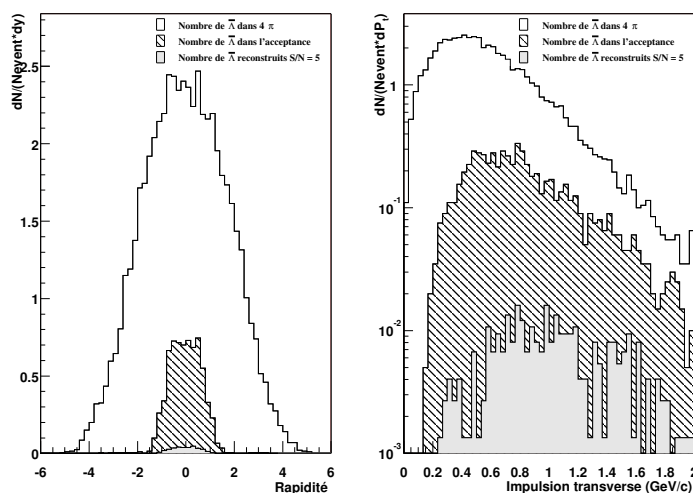 dN/(Nevent*dy)
Nombre de Λ̅ dans 4 π
Nombre de Λ̅ dans l'acceptance
Nombre de Λ̅ reconstruits S/N = 5
2.5
2
1.5
1
0.5
0
-6 -4 -2 0 2 4 6
Rapidité
dN/(Nevent*dPt)
Nombre de Λ̅ dans 4 π
Nombre de Λ̅ dans l'acceptance
Nombre de Λ̅ reconstruits S/N = 5
1
10-1
10-2
10-3
0 0.2 0.4 0.6 0.8 1 1.2 1.4 1.6 1.8 2
Impulsion transverse (GeV/c)